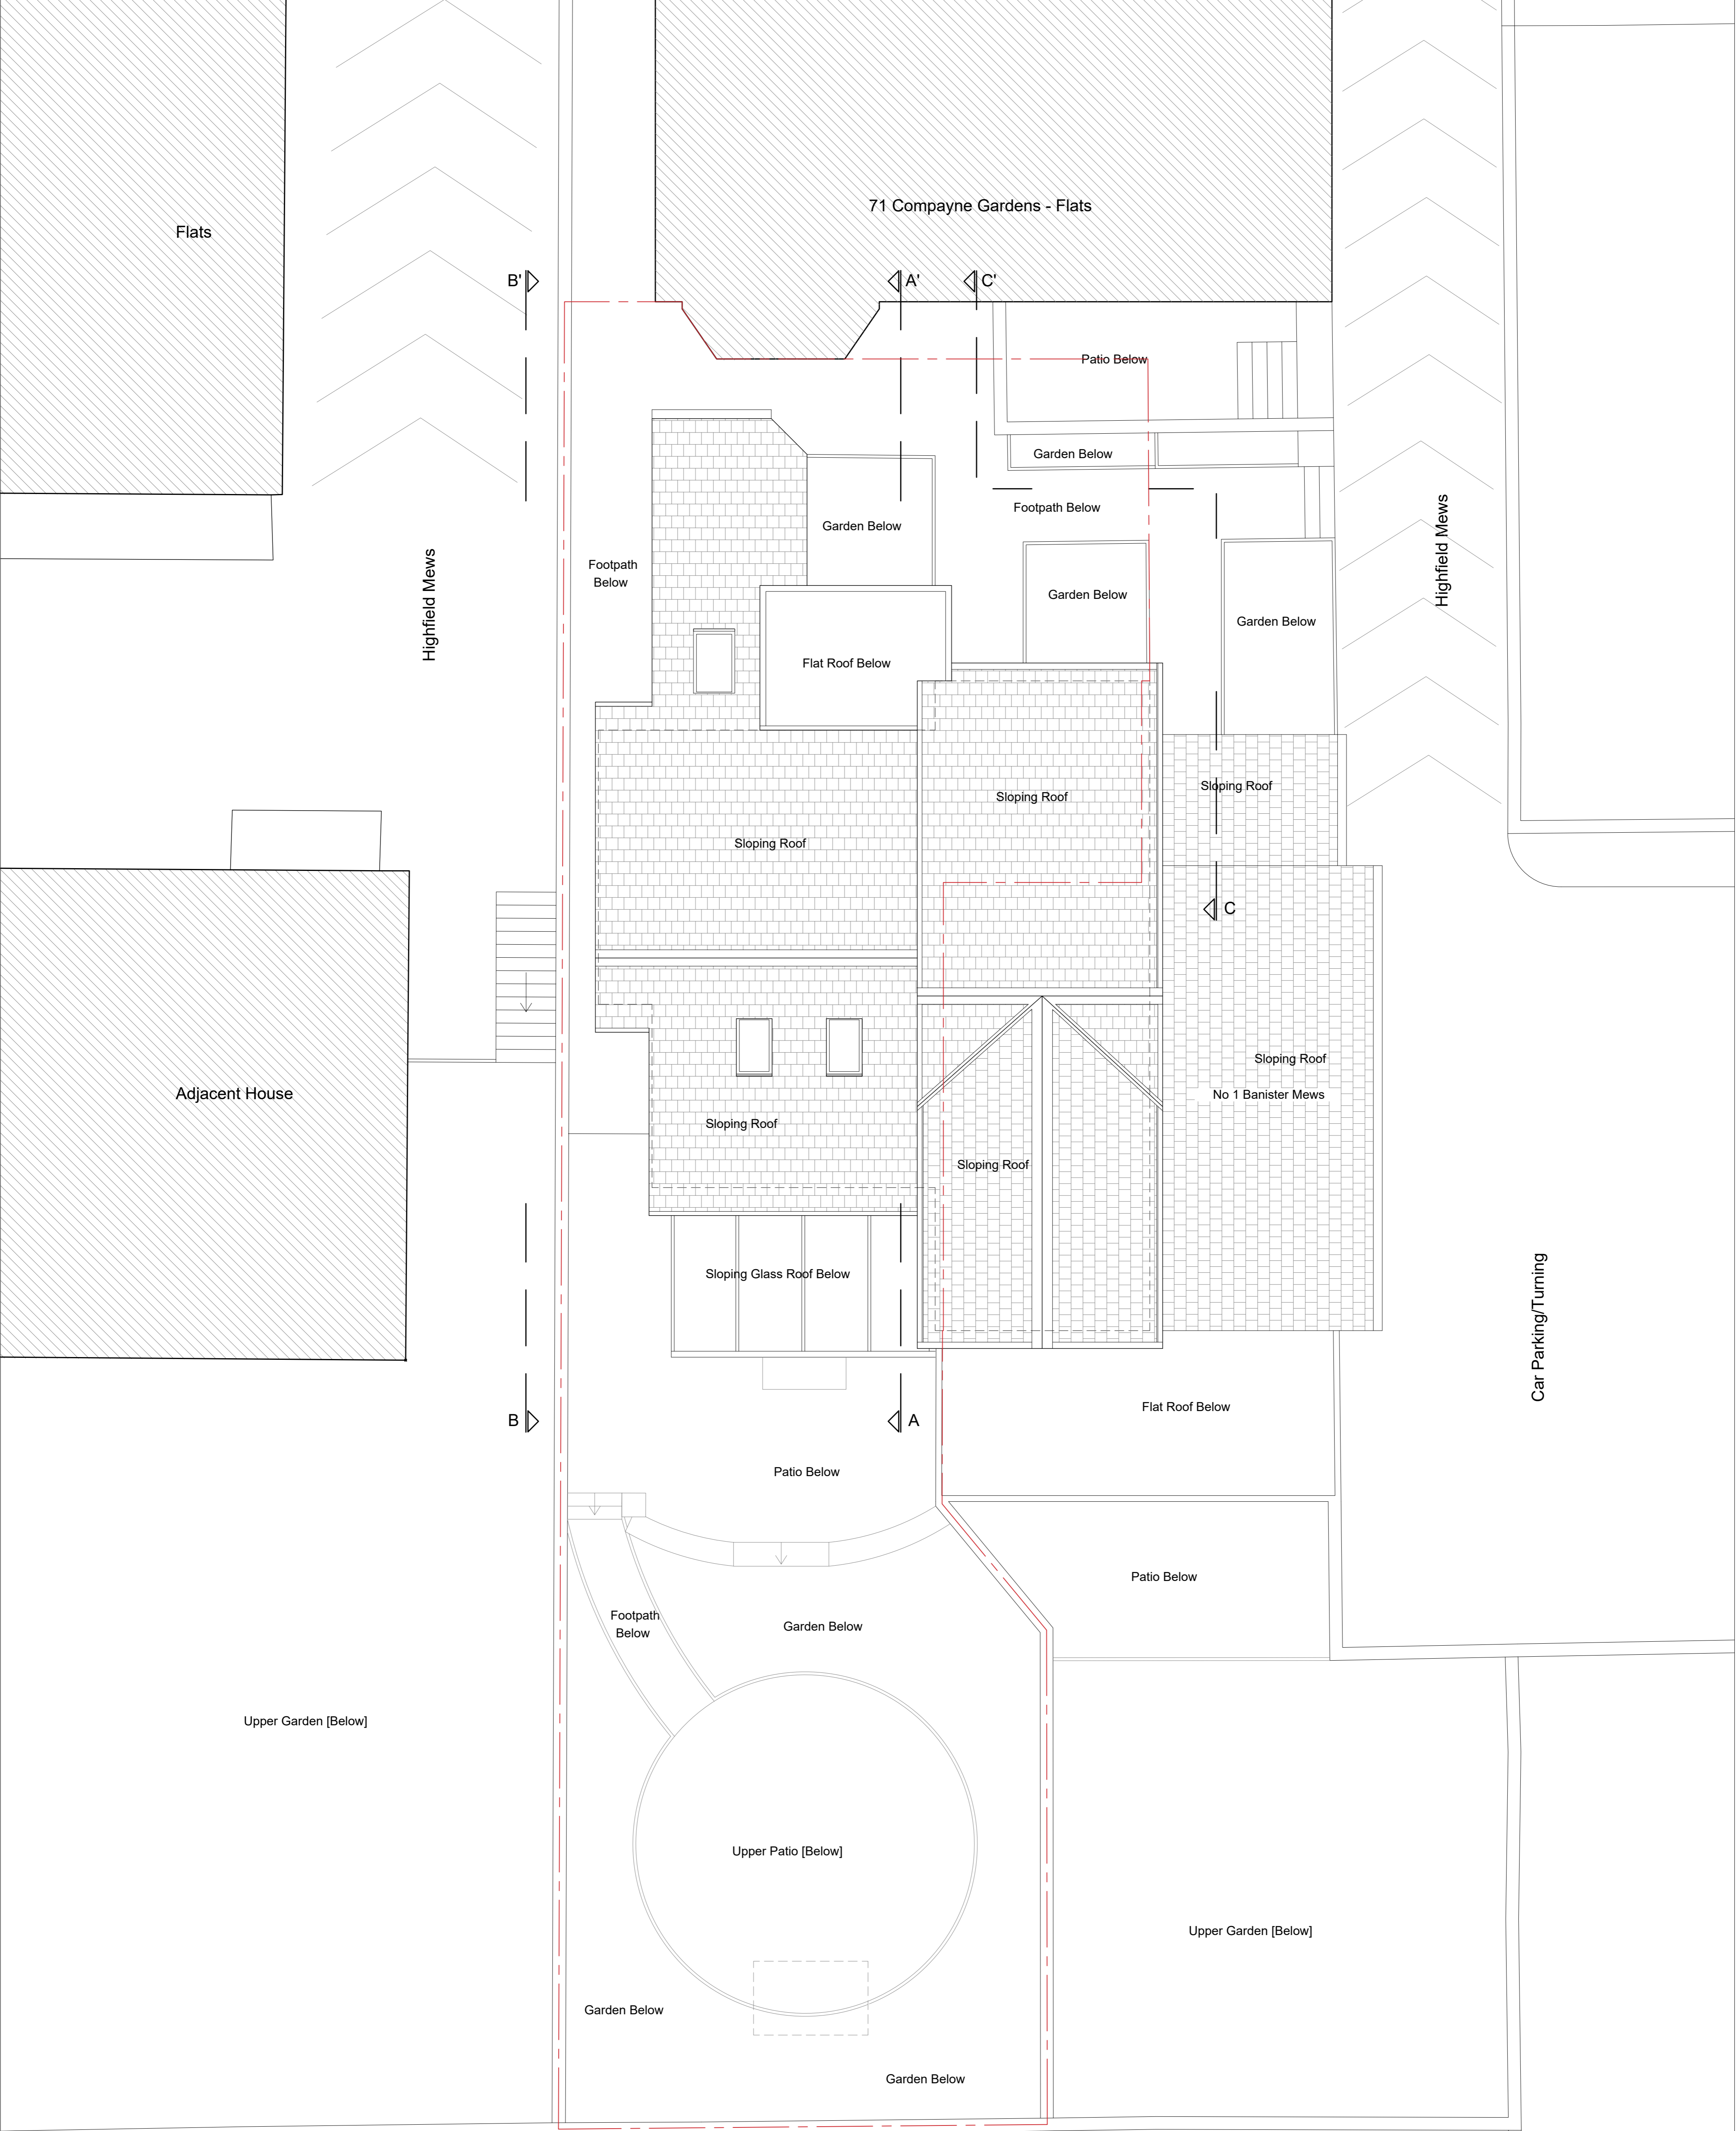 71 Compayne Gardens - Flats
Flats
B'
A'
C'
Patio Below
Garden Below
Footpath Below
Garden Below
Highfield Mews
Highfield Mews
Footpath
Below
Garden Below
Garden Below
Flat Roof Below
Sloping Roof
Sloping Roof
Sloping Roof
C
Sloping Roof
No 1 Banister Mews
Adjacent House
Sloping Roof
Sloping Roof
Sloping Glass Roof Below
Car Parking/Turning
Flat Roof Below
B
A
Patio Below
Patio Below
Footpath
Below
Garden Below
Upper Garden [Below]
Upper Patio [Below]
Upper Garden [Below]
Garden Below
Garden Below